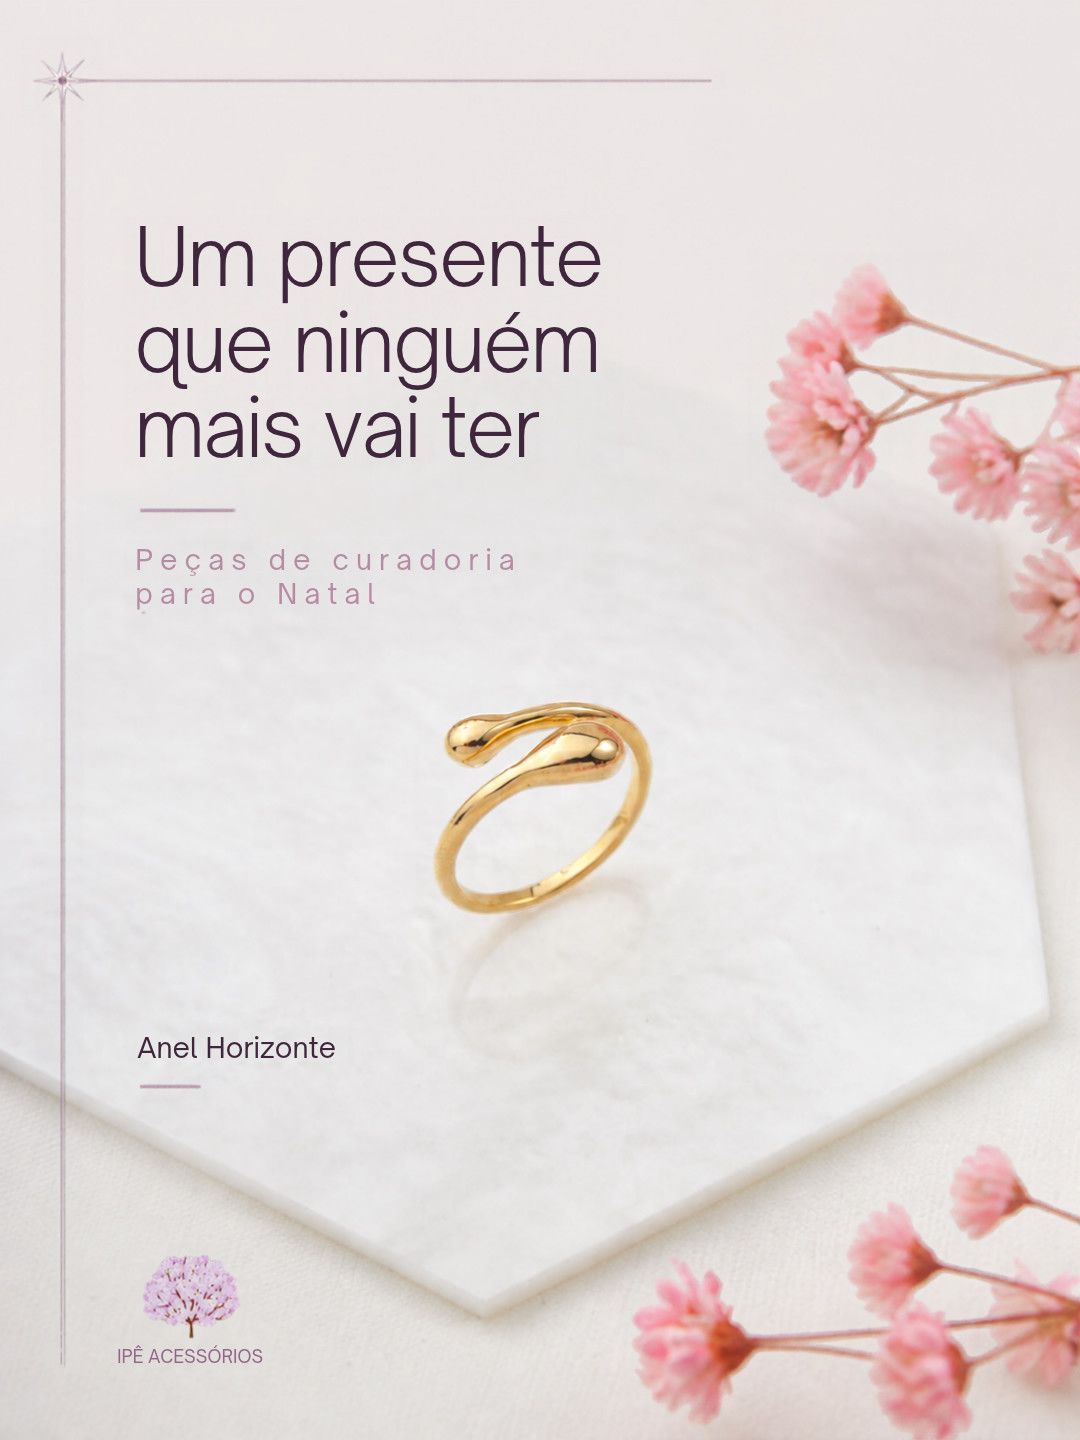 Um presente
que ninguém
mais vai ter
Peças de curadoria
para o Natal
Anel Horizonte
IPÊ ACESSÓRIOS